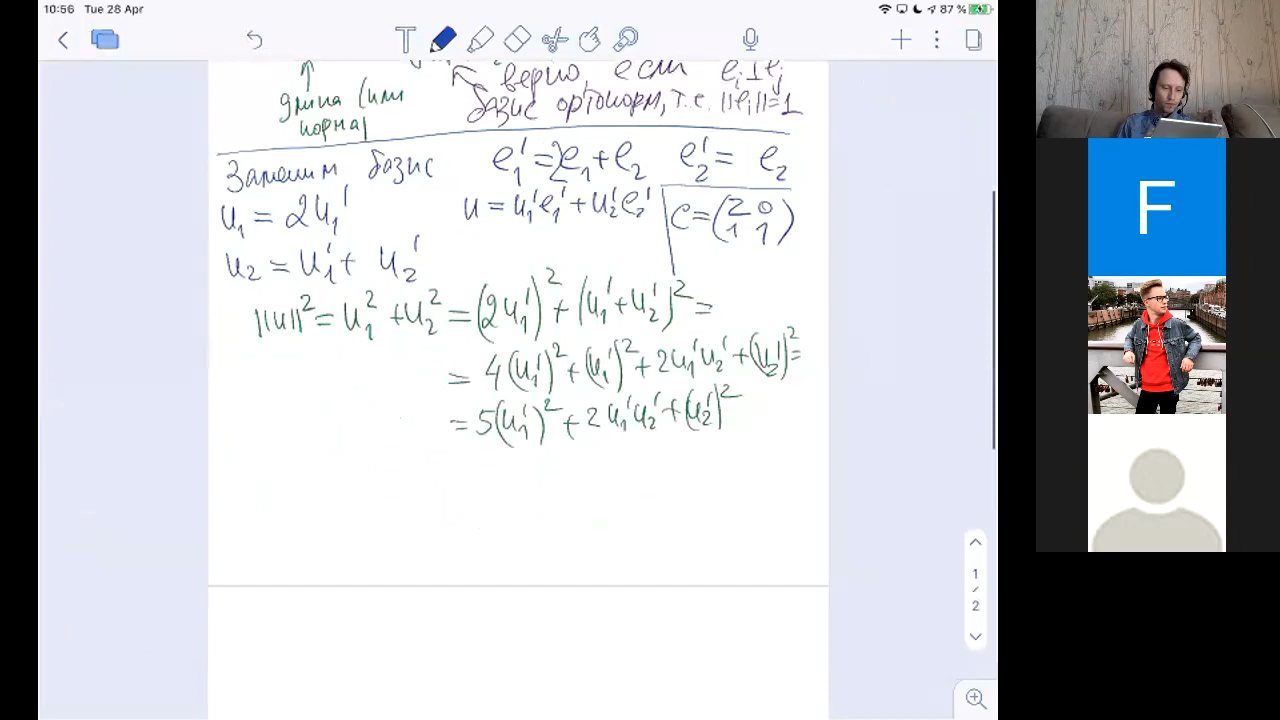 10:56 Tue 28 Apr 87 %
верно, если eᵢ⊥eⱼ
длина (или норма)
базис ортонорм, т.е. ||eᵢ||=1
Заменим базис e₁' = 2e₁ + e₂ e₂' = e₂
u₁ = 2u₁' u = u₁'e₁' + u₂'e₂' C = (2 0
1 1)
u₂ = u₁' + u₂'
||u||² = u₁² + u₂² = (2u₁')² + (u₁' + u₂')² =
= 4(u₁')² + (u₁')² + 2u₁'u₂' + (u₂')² =
= 5(u₁')² + 2u₁'u₂' + (u₂')²
1
/
2
F